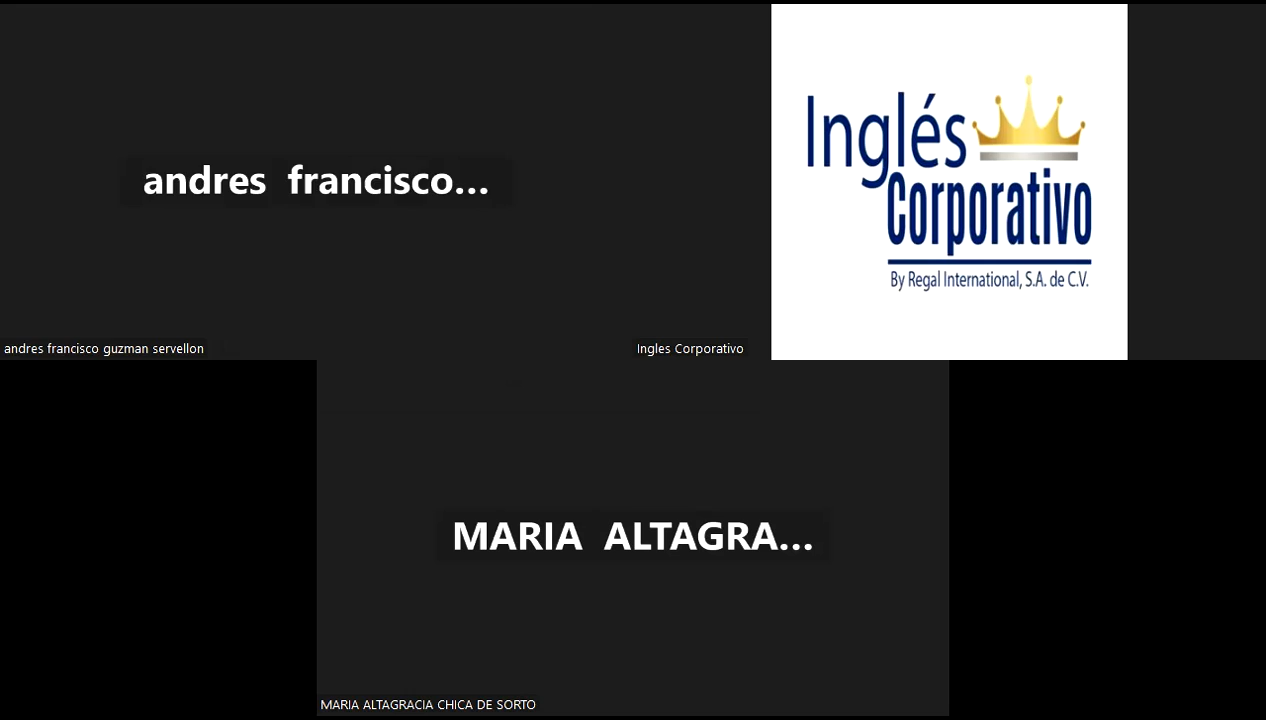 andres francisco...
andres francisco guzman servellon
Inglés
Corporativo
By Regal International, S.A. de C.V.
Ingles Corporativo
MARIA ALTAGRA...
MARIA ALTAGRACIA CHICA DE SORTO